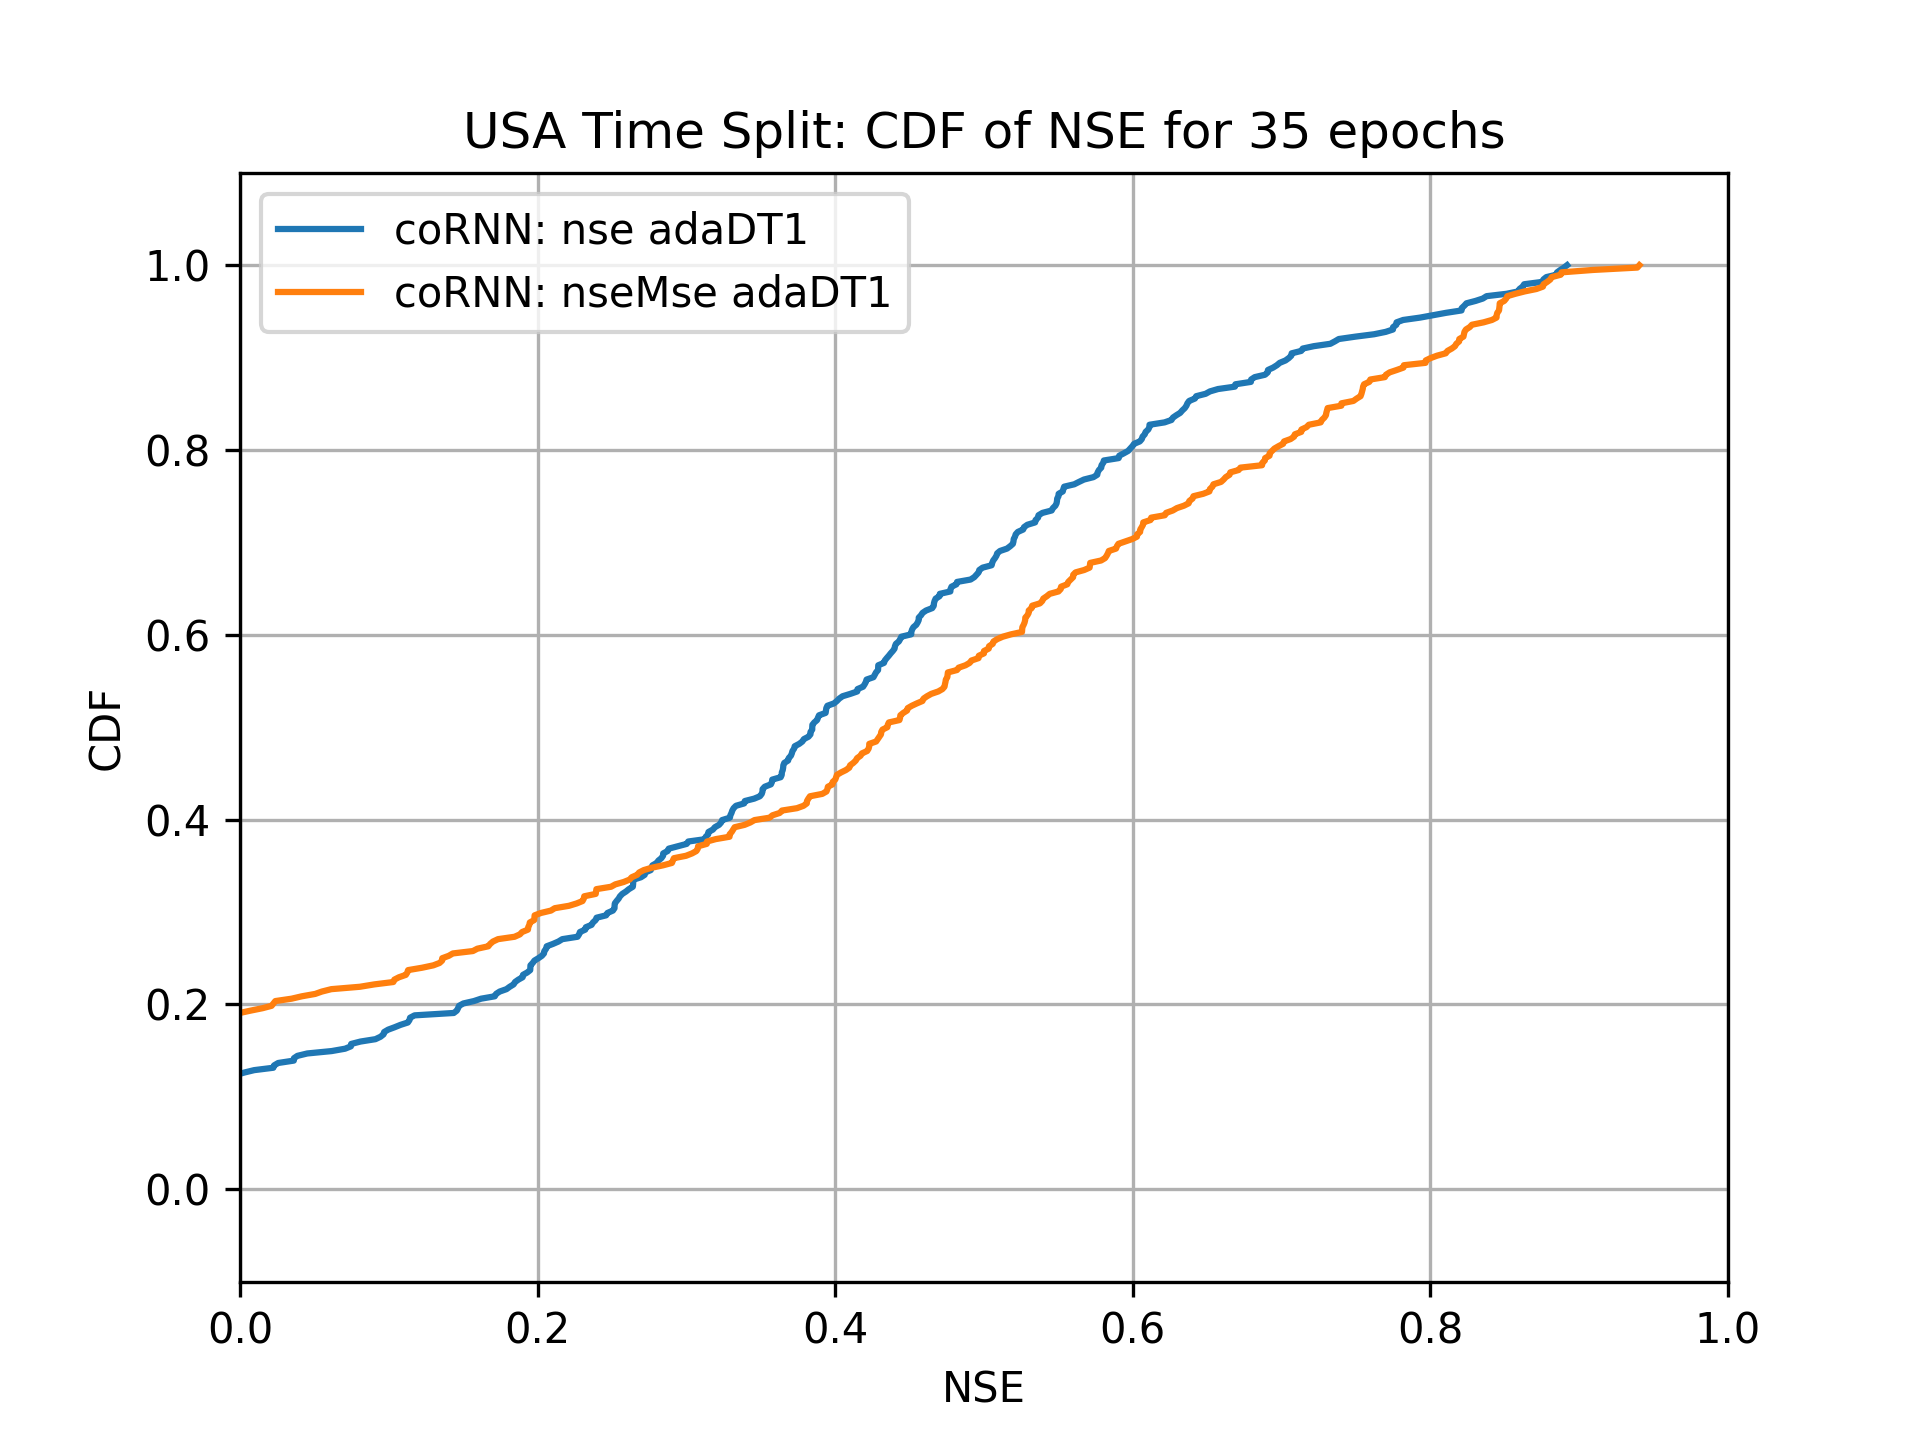 USA Time Split: CDF of NSE for 35 epochs
coRNN: nse adaDT1
coRNN: nseMse adaDT1
1.0
0.8
0.6
0.4
0.2
0.0
CDF
0.0 0.2 0.4 0.6 0.8 1.0
NSE